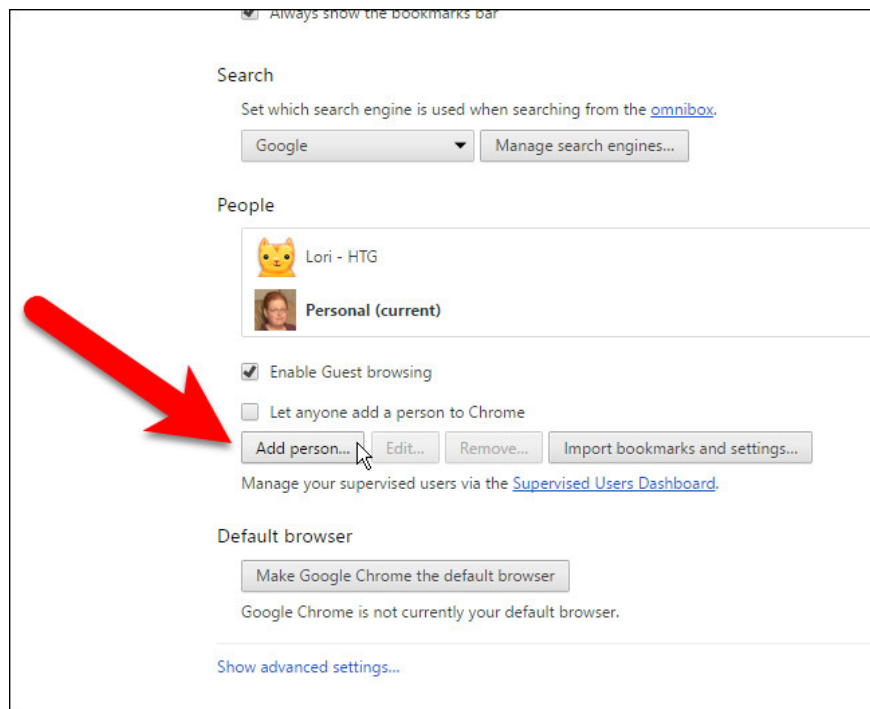 Always show the bookmarks bar
Search
Set which search engine is used when searching from the omnibox.
Google Manage search engines...
People
Lori - HTG
Personal (current)
Enable Guest browsing
Let anyone add a person to Chrome
Add person... Edit... Remove... Import bookmarks and settings...
Manage your supervised users via the Supervised Users Dashboard.
Default browser
Make Google Chrome the default browser
Google Chrome is not currently your default browser.
Show advanced settings...